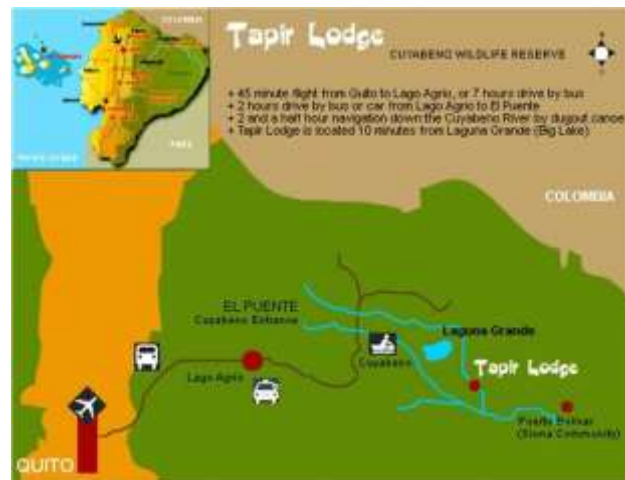 COLOMBIA
Tapir Lodge
CUYABENO WILDLIFE RESERVE
+ 45 minute flight from Quito to Lago Agrio, or 7 hours drive by bus
+ 2 hours drive by bus or car from Lago Agrio to El Puente
+ 2 and a half hour navigation down the Cuyabeno River by dugout canoe
+ Tapir Lodge is located 10 minutes from Laguna Grande (Big Lake)
PERU
COLOMBIA
EL PUENTE
Cuyabeno Entrance
Laguna Grande
Cuyabeno
Tapir Lodge
Lago Agrio
Puerto Bolivar
(Siona Community)
QUITO